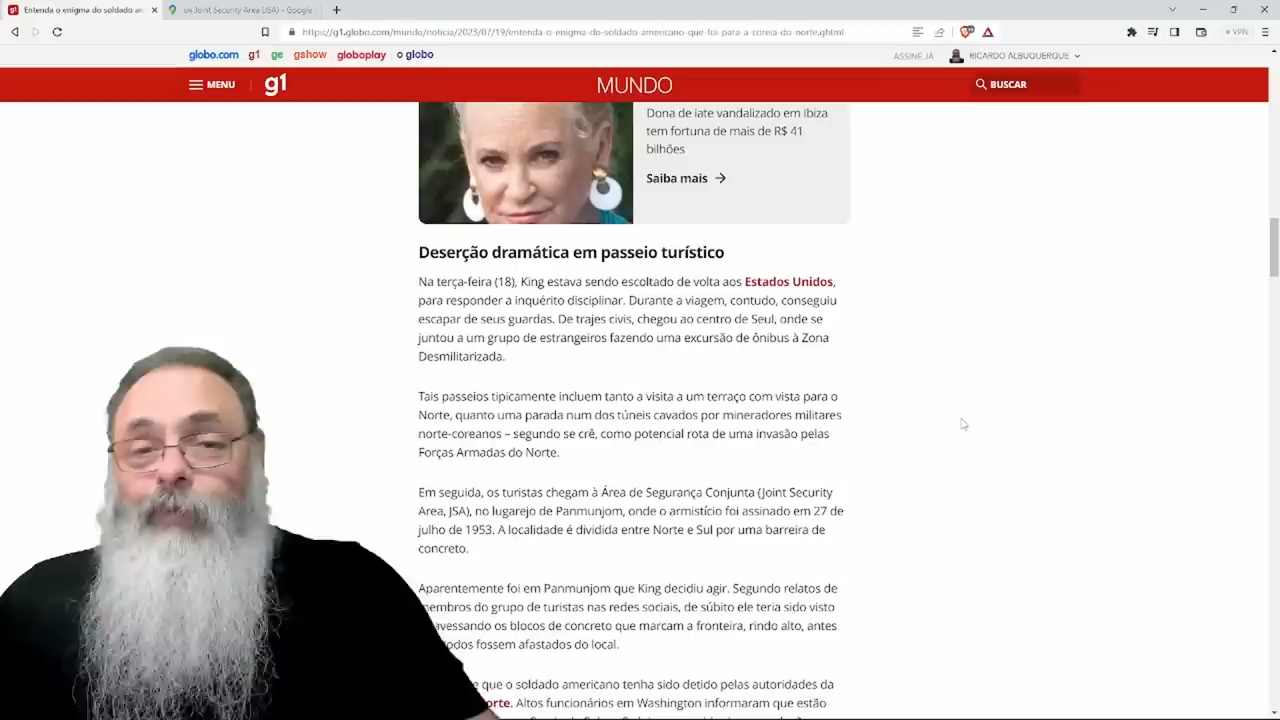 Entenda o enigma do soldado am
Joint Security Area (JSA) - Google
https://g1.globo.com/mundo/noticia/2023/07/19/entenda-o-enigma-do-soldado-americano-que-foi-para-a-coreia-do-norte.ghtml
VPN
globo.com g1 ge gshow globoplay o globo
ASSINE JÁ RICARDO ALBUQUERQUE
MENU g1 MUNDO BUSCAR
Dona de iate vandalizado em Ibiza
tem fortuna de mais de R$ 41
bilhões
Saiba mais
Deserção dramática em passeio turístico
Na terça-feira (18), King estava sendo escoltado de volta aos Estados Unidos,
para responder a inquérito disciplinar. Durante a viagem, contudo, conseguiu
escapar de seus guardas. De trajes civis, chegou ao centro de Seul, onde se
juntou a um grupo de estrangeiros fazendo uma excursão de ônibus à Zona
Desmilitarizada.
Tais passeios tipicamente incluem tanto a visita a um terraço com vista para o
Norte, quanto uma parada num dos túneis cavados por mineradores militares
norte-coreanos – segundo se crê, como potencial rota de uma invasão pelas
Forças Armadas do Norte.
Em seguida, os turistas chegam à Área de Segurança Conjunta (Joint Security
Area, JSA), no lugarejo de Panmunjom, onde o armistício foi assinado em 27 de
julho de 1953. A localidade é dividida entre Norte e Sul por uma barreira de
concreto.
Aparentemente foi em Panmunjom que King decidiu agir. Segundo relatos de
membros do grupo de turistas nas redes sociais, de súbito ele teria sido visto
avessando os blocos de concreto que marcam a fronteira, rindo alto, antes
odos fossem afastados do local.
e que o soldado americano tenha sido detido pelas autoridades da
orte. Altos funcionários em Washington informaram que estão